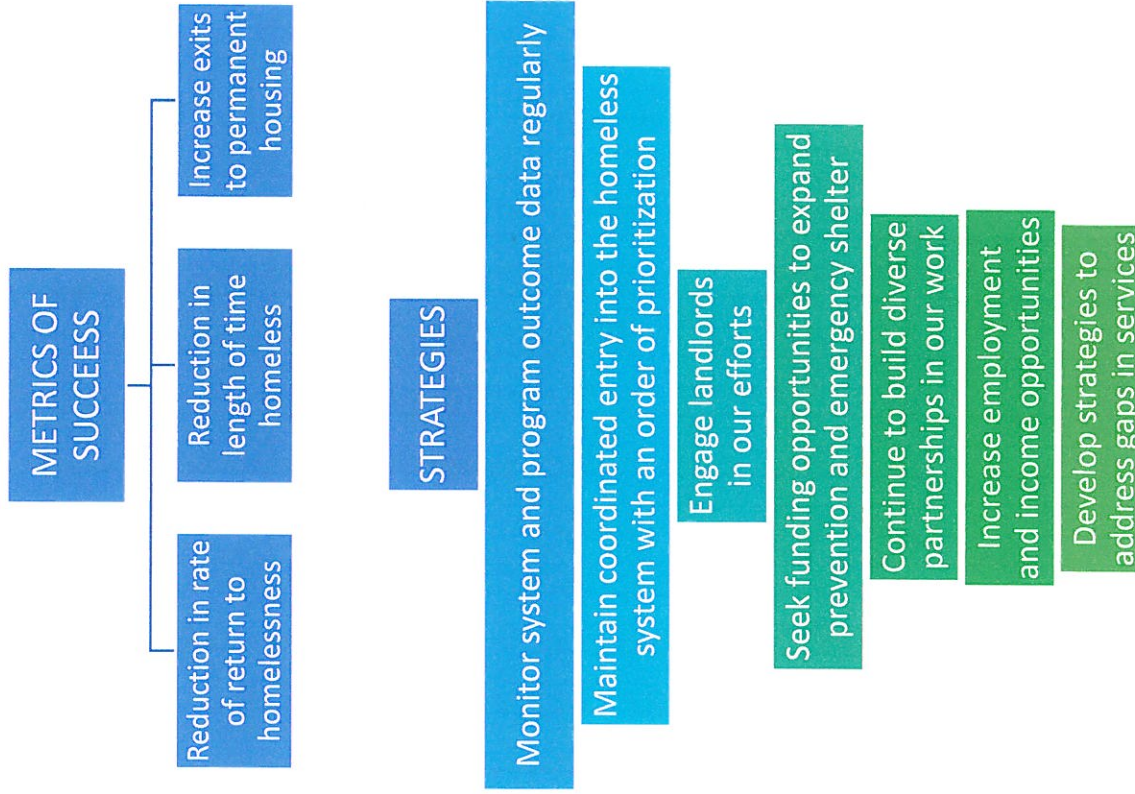 METRICS OF
SUCCEESS
Reduction in rate
of return to
homelessness
Reduction in
length of time
homeless
Increase exits
to permanent
housing
STRATEGIES
Monitor system and program outcome data regularly
Maintain coordinated entry into the homeless
system with an order of prioritization
Engage landlords
in our efforts
Seek funding opportunities to expand
prevention and emergency shelter
Continue to build diverse
partnerships in our work
Increase employment
and income opportunities
Develop strategies to
address gaps in services